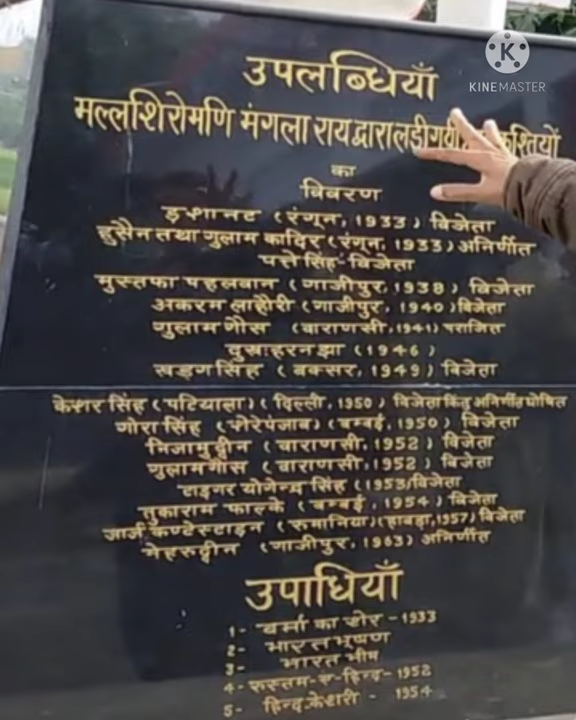 उपलब्धियाँ
KINEMASTER
मल्लशिरोमणि मंगला राय द्वारा लड़ी गयी
का
विवरण
इशानट (रंगून, 1933) विजेता
हुसैन तथा गुलाम कादिर (रंगून, 1933) अनिर्णीत
पत्ते सिंह-विजेता
मुस्तफा पहलवान (गाजीपुर, 1938) विजेता
अकरम लाहौरी (गाजीपुर, 1940) विजेता
गुलाम गौस (वाराणसी, 1941) पराजित
दुखहरन झा (1946)
खड़ग सिंह (बक्सर, 1949) विजेता
केशर सिंह (पटियाला) (दिल्ली, 1950) विजेता किंतु अनिर्णीत घोषित
गोरा सिंह (शेरे पंजाब) (बम्बई, 1950) विजेता
निजामुद्दीन (वाराणसी, 1952) विजेता
गुलाम गौस (वाराणसी, 1952) विजेता
टाइगर योगेन्द्र सिंह (1953) विजेता
तुकाराम फाल्के (बम्बई, 1954) विजेता
जार्ज कण्टेस्टाइन (रुमानिया) (हावड़ा, 1957) विजेता
मेहरुद्दीन (गाजीपुर, 1963) अनिर्णीत
उपाधियाँ
1- बर्मा का शेर - 1933
2- भारत भूषण
3- भारत भीम
4- रुस्तम-ए-हिन्द - 1952
5- हिन्द केशरी - 1954